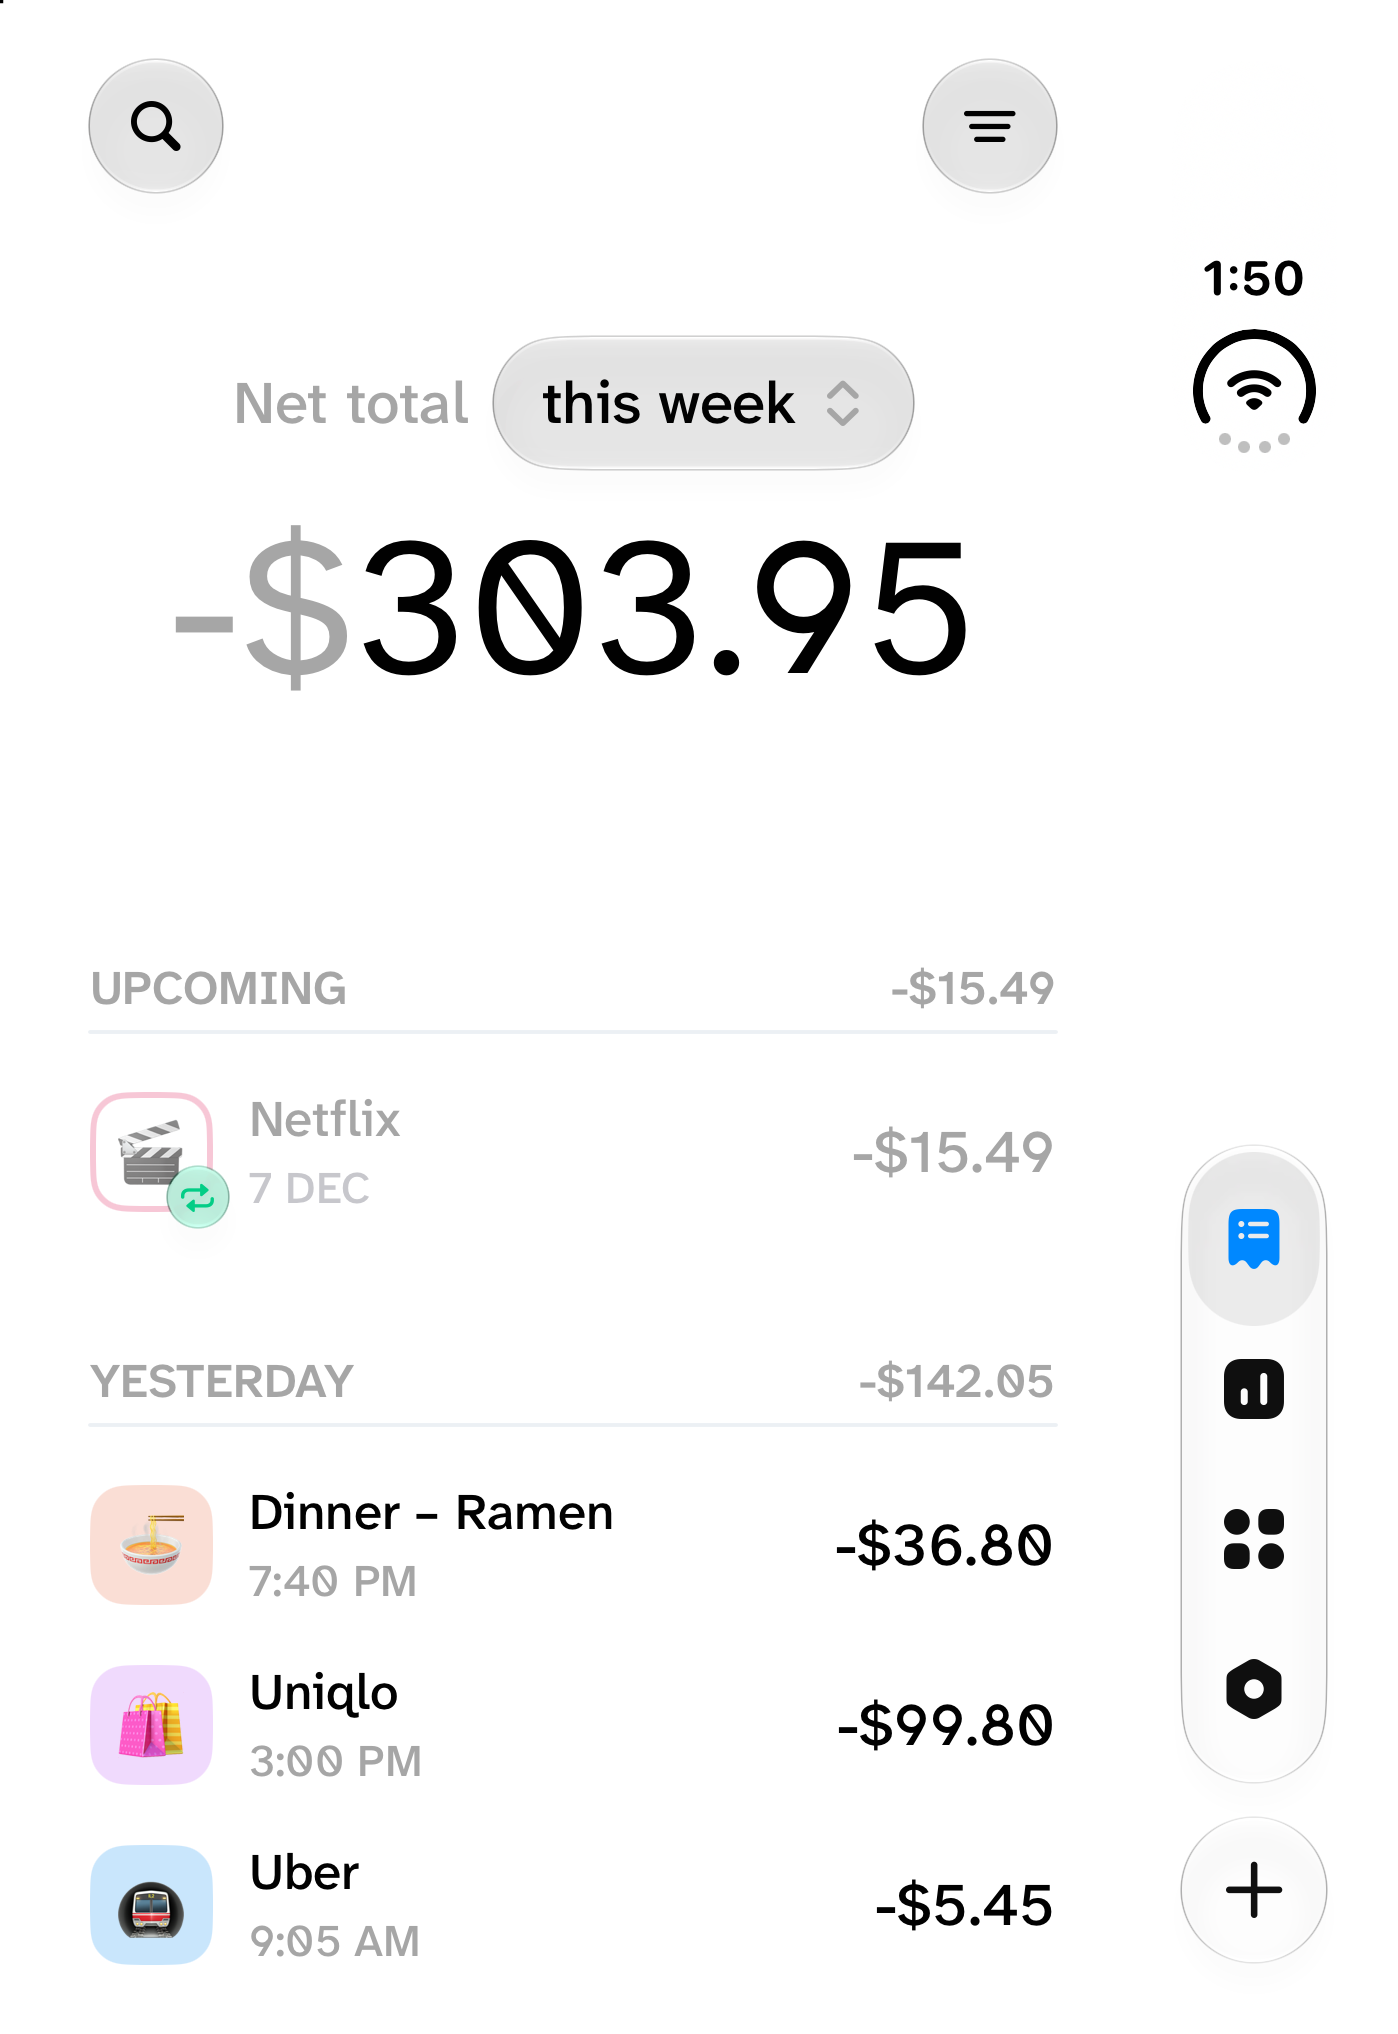 1:50
Net total this week
-$303.95
UPCOMING -$15.49
Netflix
7 DEC
-$15.49
YESTERDAY -$142.05
Dinner – Ramen
7:40 PM
-$36.80
Uniqlo
3:00 PM
-$99.80
Uber
9:05 AM
-$5.45